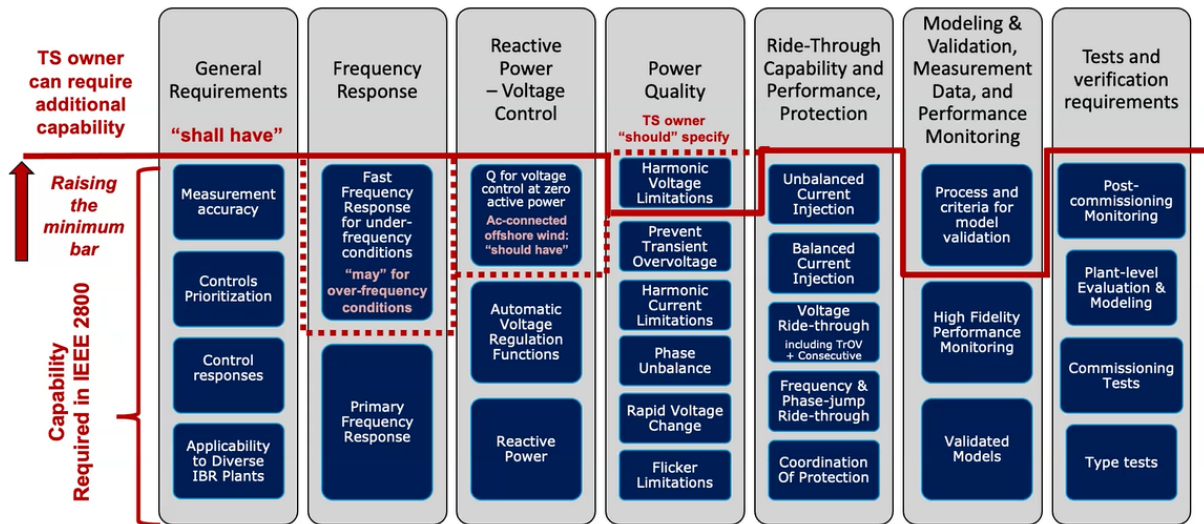 TS owner
can require
additional
capability
Raising
the
minimum
bar
Capability
Required in IEEE 2800
General
Requirements
"shall have"
Measurement
accuracy
Controls
Prioritization
Control
responses
Applicability
to Diverse
IBR Plants
Frequency
Response
Fast
Frequency
Response
for under-
frequency
conditions
"may" for
over-frequency
conditions
Primary
Frequency
Response
Reactive
Power
– Voltage
Control
Q for voltage
control at zero
active power
Ac-connected
offshore wind:
"should have"
Automatic
Voltage
Regulation
Functions
Reactive
Power
Power
Quality
TS owner
"should" specify
Harmonic
Voltage
Limitations
Prevent
Transient
Overvoltage
Harmonic
Current
Limitations
Phase
Unbalance
Rapid Voltage
Change
Flicker
Limitations
Ride-Through
Capability and
Performance,
Protection
Unbalanced
Current
Injection
Balanced
Current
Injection
Voltage
Ride-through
including TrOV
+ Consecutive
Frequency &
Phase-jump
Ride-through
Coordination
Of Protection
Modeling &
Validation,
Measurement
Data, and
Performance
Monitoring
Process and
criteria for
model
validation
High Fidelity
Performance
Monitoring
Validated
Models
Tests and
verification
requirements
Post-
commissioning
Monitoring
Plant-level
Evaluation &
Modeling
Commissioning
Tests
Type tests